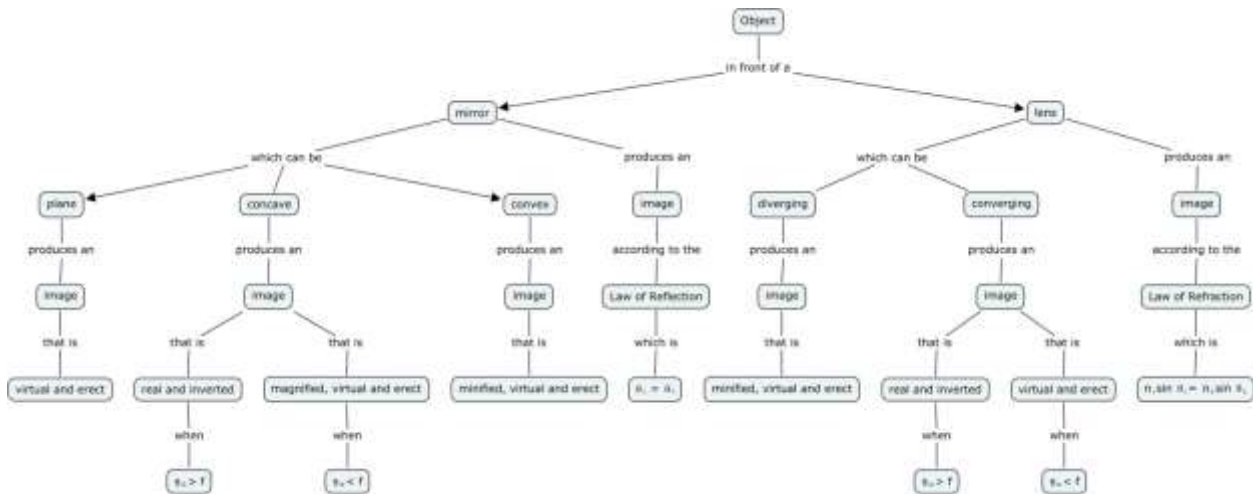 Object
in front of a
mirror
lens
which can be
produces an
which can be
produces an
plane
concave
convex
image
diverging
converging
image
produces an
produces an
produces an
according to the
produces an
produces an
according to the
image
image
image
Law of Reflection
image
image
Law of Refraction
that is
that is
that is
that is
which is
that is
that is
that is
which is
virtual and erect
real and inverted
magnified, virtual and erect
minified, virtual and erect
minified, virtual and erect
real and inverted
virtual and erect
when
when
when
when
> f
< f
> f
< f